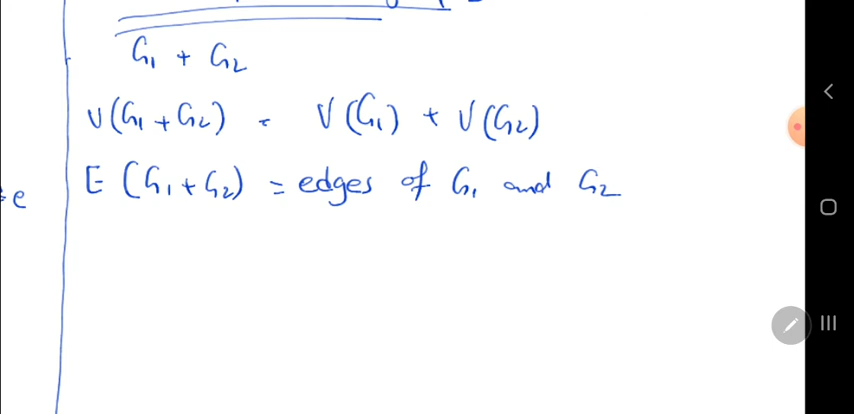 G₁ + G₂
V(G₁ + G₂) = V(G₁) + V(G₂)
E(G₁ + G₂) = edges of G₁ and G₂
e